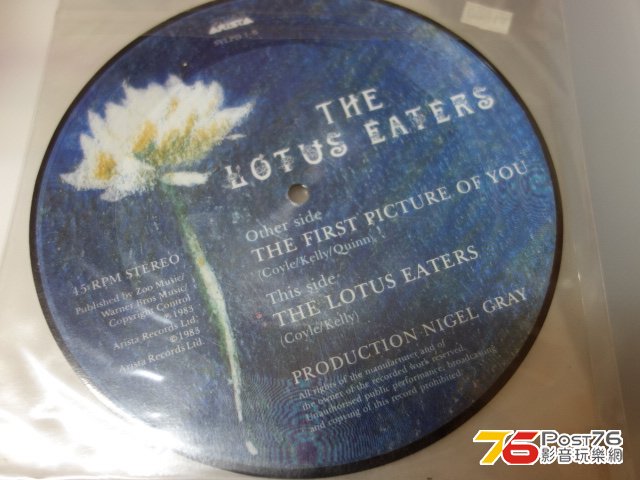 ARISTA
THE
LOTUS EATERS
Other side
THE FIRST PICTURE OF YOU
(Coyle/Kelly/Quinn)
This side
THE LOTUS EATERS
(Coyle/Kelly)
PRODUCTION NIGEL GRAY
45 RPM STEREO
Published by Zoo Music/
Warner Bros Music/
Copyright Control
℗ 1983
Arista Records Ltd.
© 1983
Arista Records Ltd.
All rights of the manufacturer and of
the owner of the recorded work reserved.
Unauthorised public performance, broadcasting
and copying of this record prohibited.
76 Post76
影音玩樂網